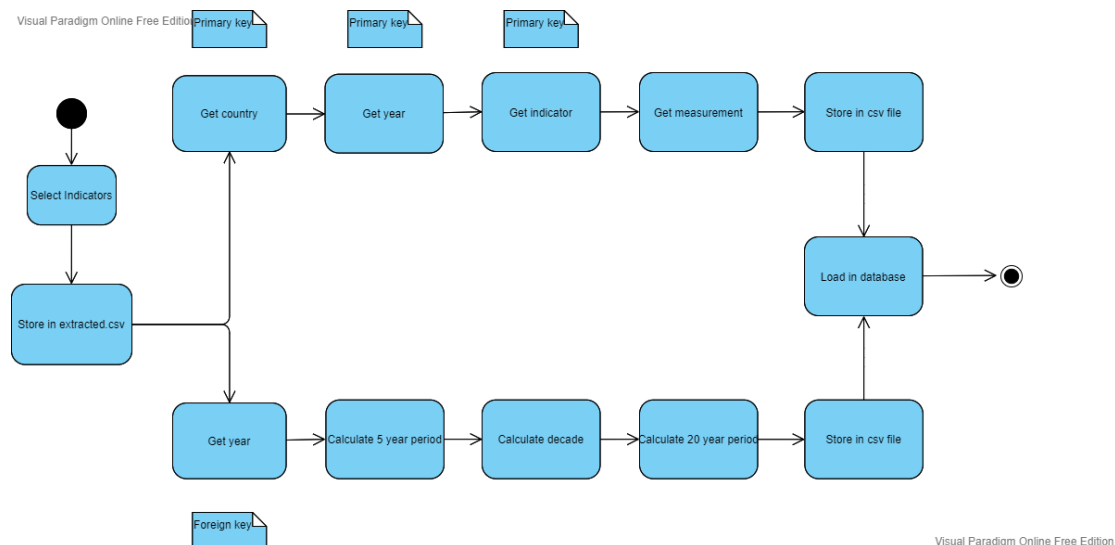 Visual Paradigm Online Free Edition
Primary key
Primary key
Primary key
Get country
Get year
Get indicator
Get measurement
Store in csv file
Select Indicators
Load in database
Store in extracted.csv
Get year
Calculate 5 year period
Calculate decade
Calculate 20 year period
Store in csv file
Foreign key
Visual Paradigm Online Free Edition